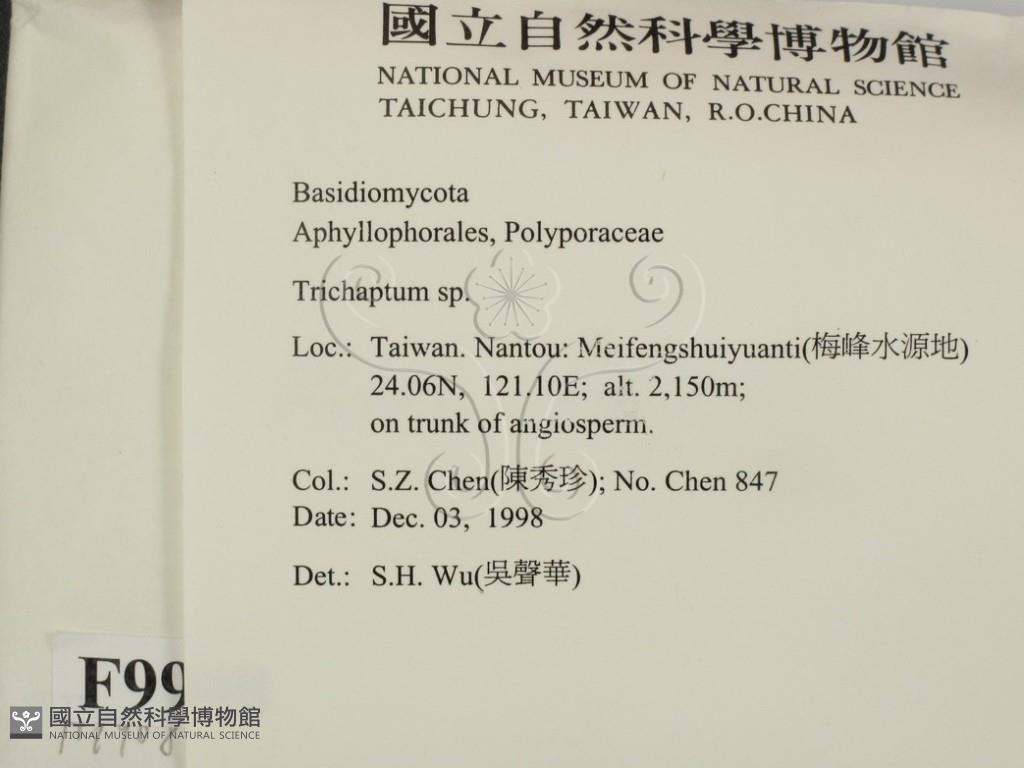 國立自然科學博物館
NATIONAL MUSEUM OF NATURAL SCIENCE
TAICHUNG, TAIWAN, R.O.CHINA
Basidiomycota
Aphyllophorales, Polyporaceae
Trichaptum sp.
Loc.: Taiwan. Nantou: Meifengshuiyuanti(梅峰水源地)
24.06N, 121.10E; alt. 2,150m;
on trunk of angiosperm.
Col.: S.Z. Chen(陳秀珍); No. Chen 847
Date: Dec. 03, 1998
Det.: S.H. Wu(吳聲華)
F99
國立自然科學博物館
NATIONAL MUSEUM OF NATURAL SCIENCE